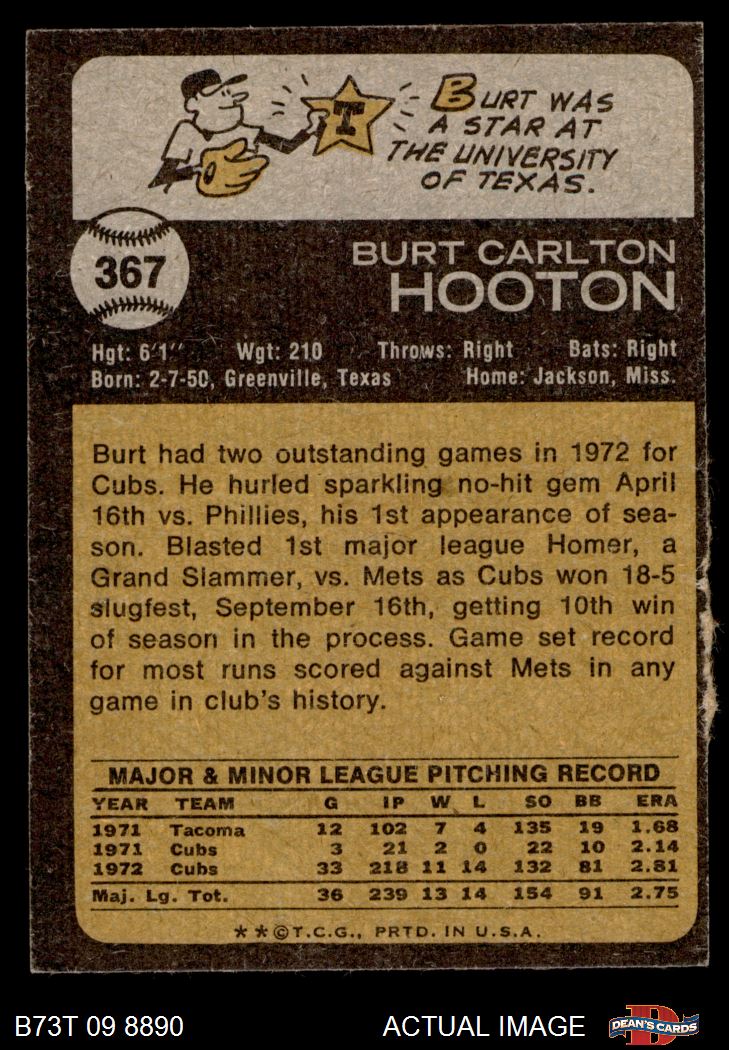 T
BURT WAS
A STAR AT
THE UNIVERSITY
OF TEXAS.
367
BURT CARLTON
HOOTON
Hgt: 6'1'' Wgt: 210 Throws: Right Bats: Right
Born: 2-7-50, Greenville, Texas Home: Jackson, Miss.
Burt had two outstanding games in 1972 for
Cubs. He hurled sparkling no-hit gem April
16th vs. Phillies, his 1st appearance of sea-
son. Blasted 1st major league Homer, a
Grand Slammer, vs. Mets as Cubs won 18-5
slugfest, September 16th, getting 10th win
of season in the process. Game set record
for most runs scored against Mets in any
game in club's history.
MAJOR & MINOR LEAGUE PITCHING RECORD
YEAR TEAM G IP W L SO BB ERA
1971 Tacoma 12 102 7 4 135 19 1.68
1971 Cubs 3 21 2 0 22 10 2.14
1972 Cubs 33 218 11 14 132 81 2.81
Maj. Lg. Tot. 36 239 13 14 154 91 2.75
**©T.C.G., PRTD. IN U.S.A.
B73T 09 8890 ACTUAL IMAGE D DEAN'S CARDS